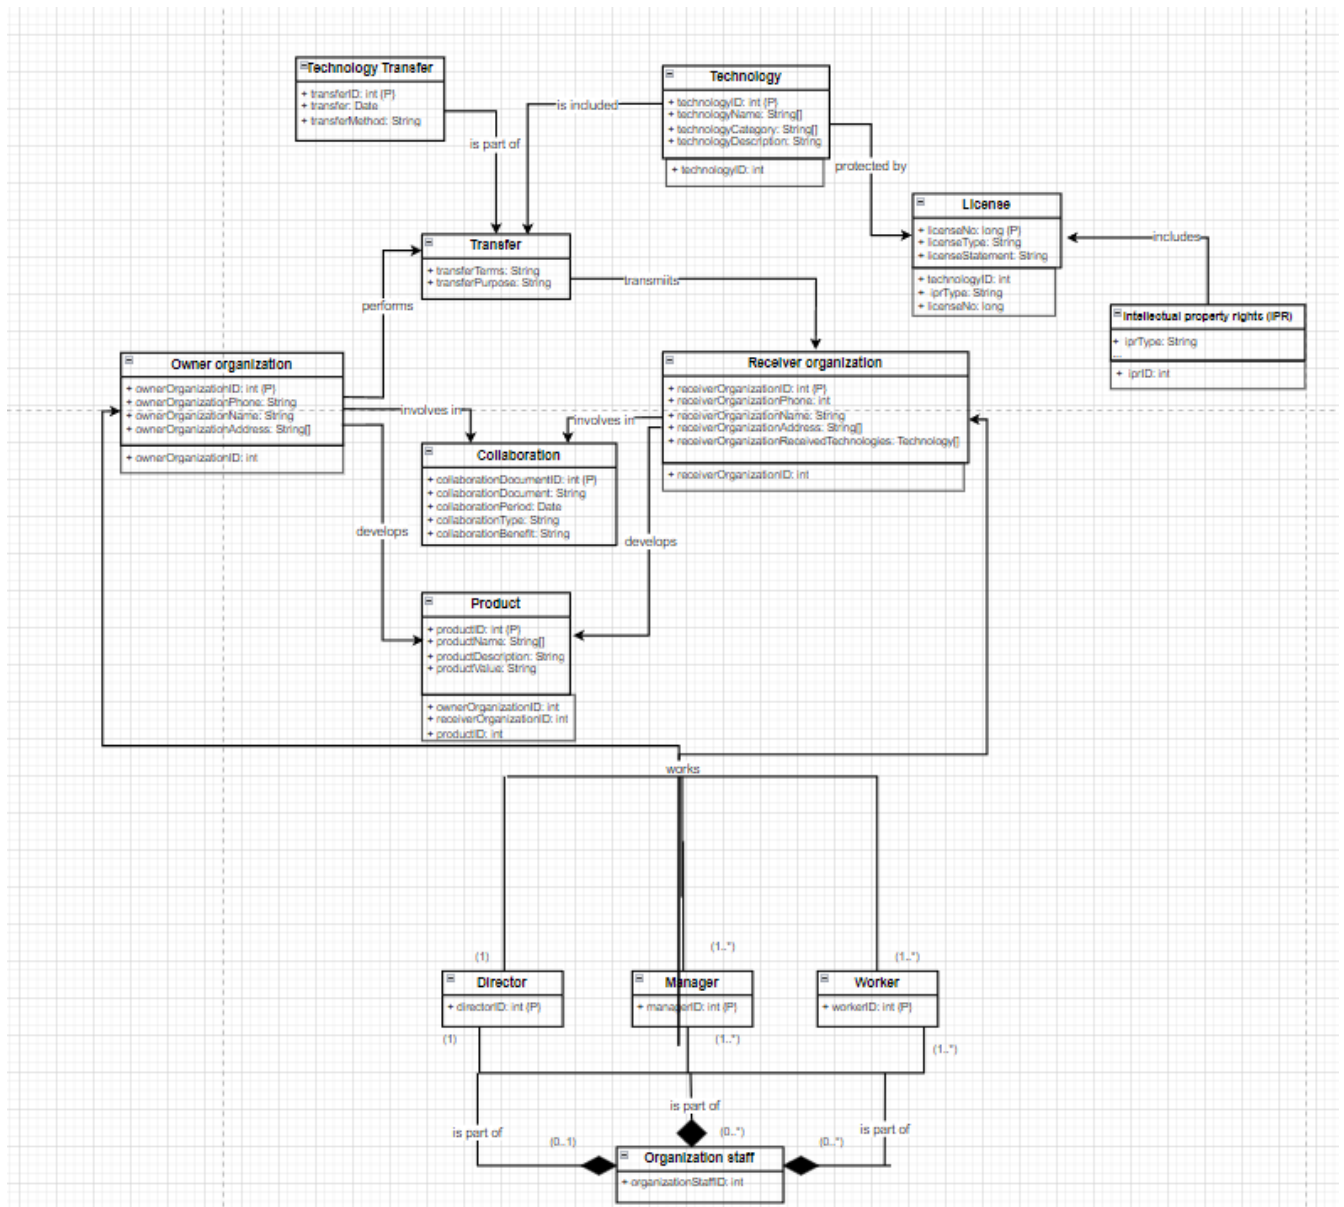 Technology Transfer
+ transferID: int {P}
+ transfer: Date
+ transferMethod: String
is part of
is included
Technology
+ technologyID: int {P}
+ technologyName: String[]
+ technologyCategory: String[]
+ technologyDescription: String
+ technologyID: int
protected by
License
+ licenseNo: long {P}
+ licenseType: String
+ licenseStatement: String
+ technologyID: int
+ iprType: String
+ licenseNo: long
includes
Intellectual property rights (IPR)
+ iprType: String
...
+ iprID: int
Transfer
+ transferTerms: String
+ transferPurpose: String
transmiits
performs
Owner organization
+ ownerOrganizationID: int {P}
+ ownerOrganizationPhone: String
+ ownerOrganizationName: String
+ ownerOrganizationAddress: String[]
+ ownerOrganizationID: int
involves in
involves in
Receiver organization
+ receiverOrganizationID: int {P}
+ receiverOrganizationPhone: int
+ receiverOrganizationName: String
+ receiverOrganizationAddress: String[]
+ receiverOrganizationReceivedTechnologies: Technology[]
+ receiverOrganizationID: int
Collaboration
+ collaborationDocumentID: int {P}
+ collaborationDocument: String
+ collaborationPeriod: Date
+ collaborationType: String
+ collaborationBenefit: String
develops
develops
Product
+ productID: int {P}
+ productName: String[]
+ productDescription: String
+ productValue: String
+ ownerOrganizationID: int
+ receiverOrganizationID: int
+ productID: int
works
(1)
(1..*)
(1..*)
Director
+ directorID: int {P}
Manager
+ managerID: int {P}
Worker
+ workerID: int {P}
(1)
(1..*)
(1..*)
is part of
is part of
is part of
(0..1)
(0..*)
(0..*)
Organization staff
+ organizationStaffID: int